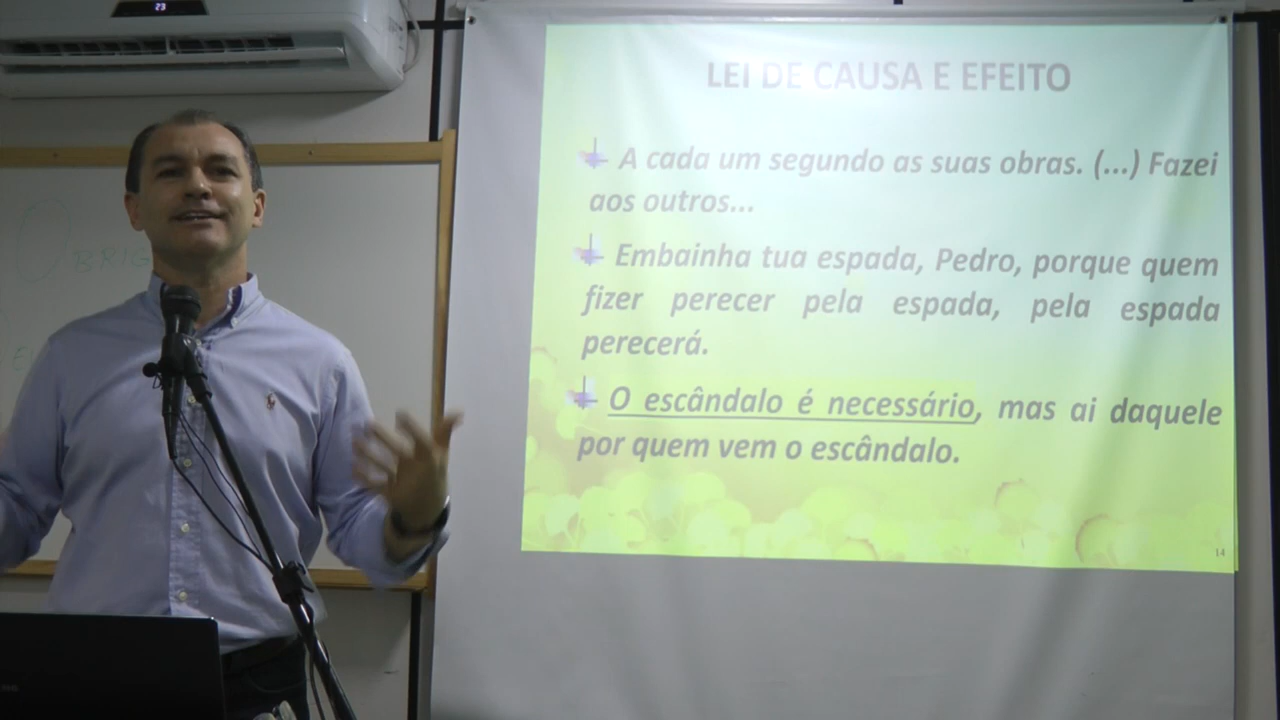 23
LEI DE CAUSA E EFEITO
A cada um segundo as suas obras. (...) Fazei
aos outros...
Embainha tua espada, Pedro, porque quem
fizer perecer pela espada, pela espada
perecerá.
O escândalo é necessário, mas ai daquele
por quem vem o escândalo.
14
OBRIG